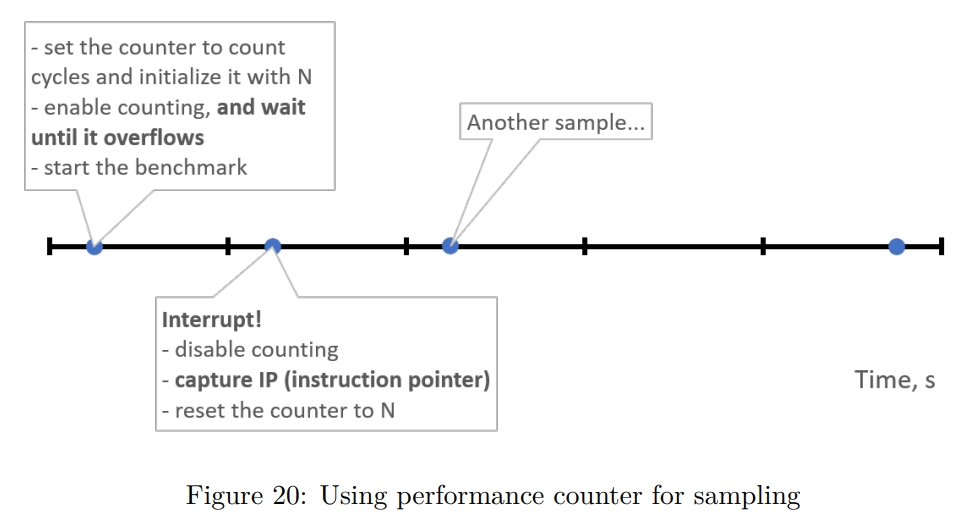 - set the counter to count
cycles and initialize it with N
- enable counting, and wait
until it overflows
- start the benchmark
Another sample...
Interrupt!
- disable counting
- capture IP (instruction pointer)
- reset the counter to N
Time, s
Figure 20: Using performance counter for sampling